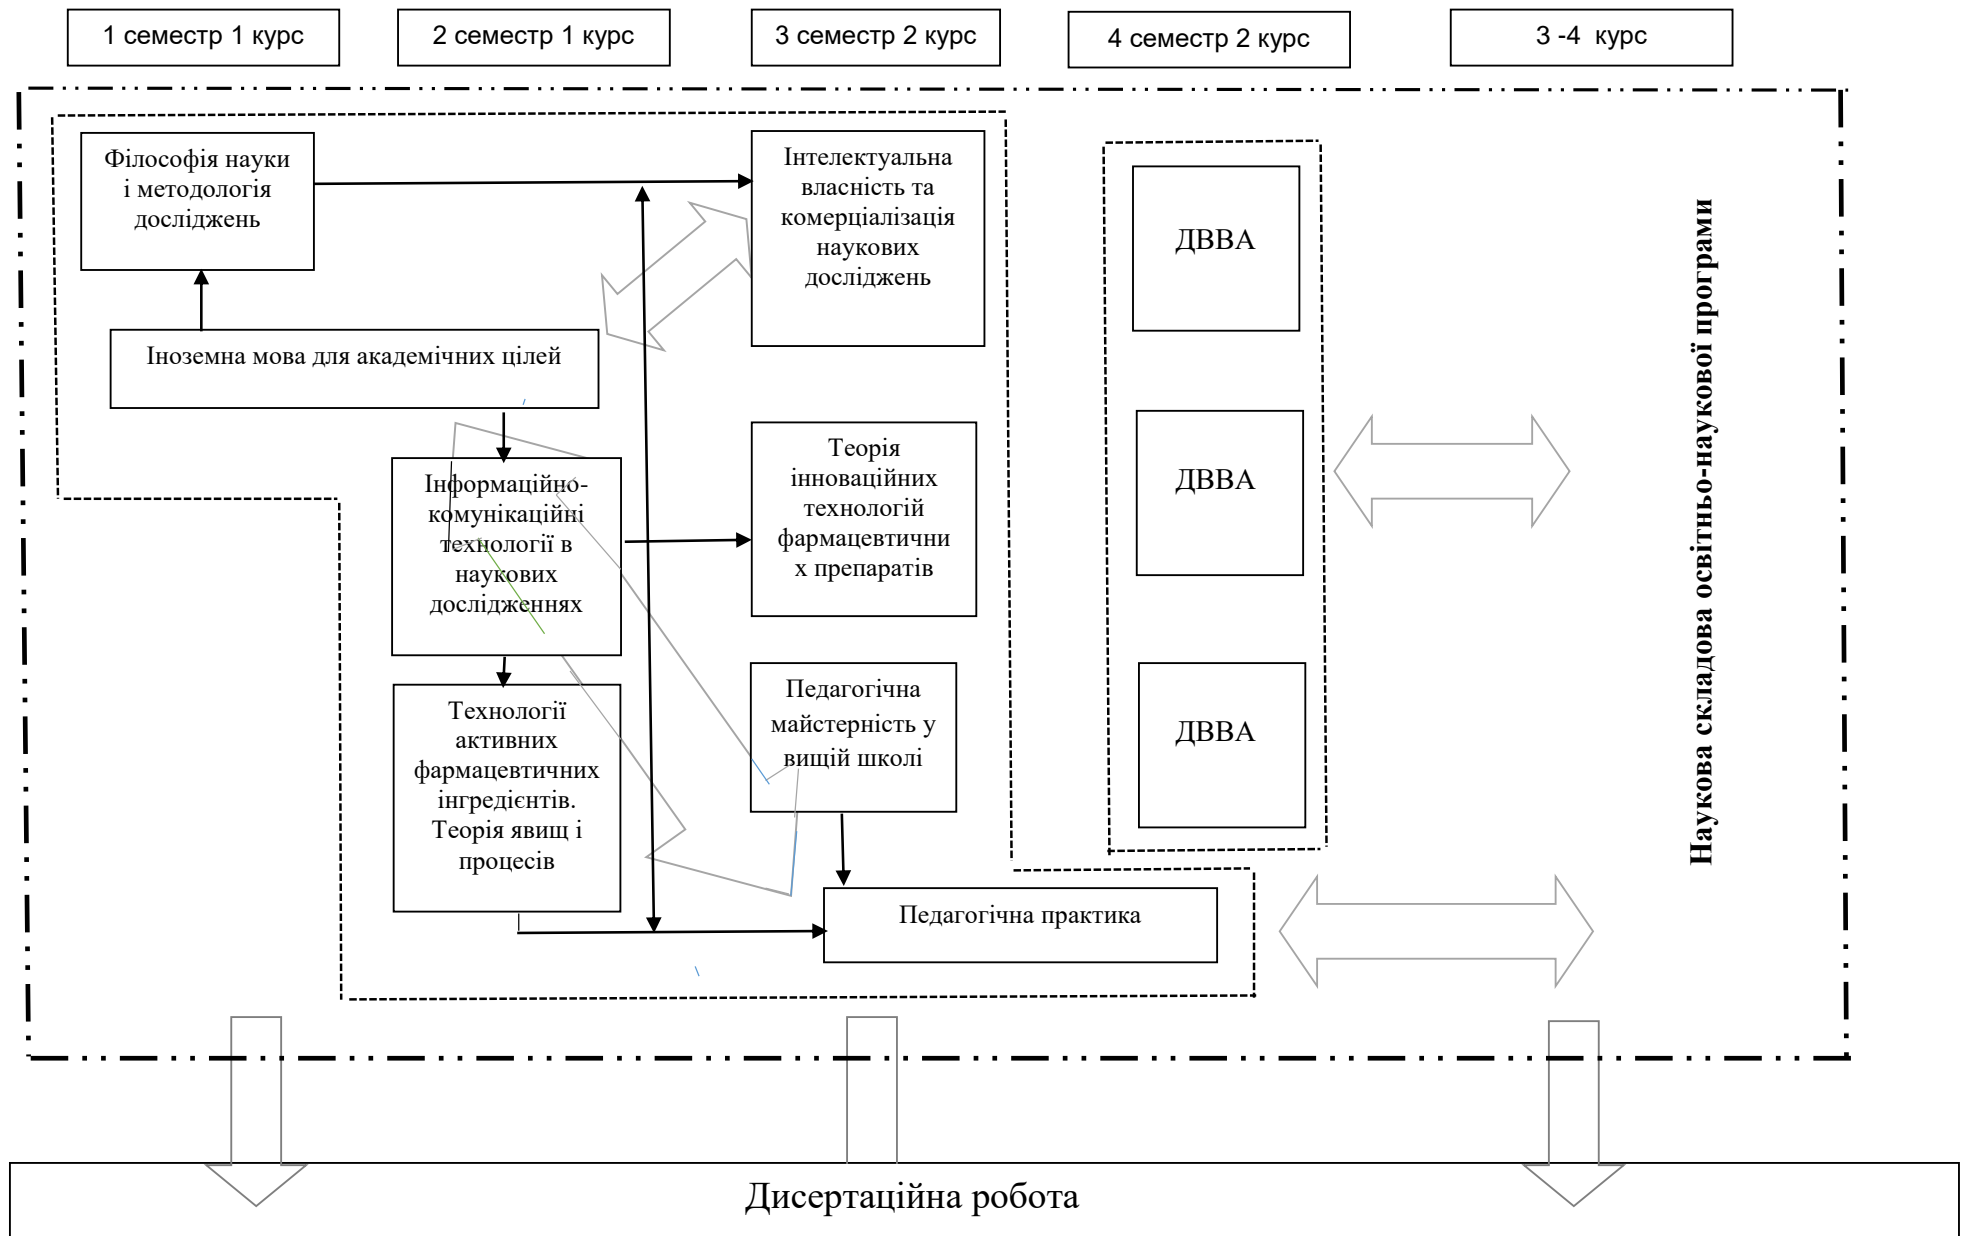 1 семестр 1 курс
2 семестр 1 курс
3 семестр 2 курс
4 семестр 2 курс
3 -4 курс
Філософія науки
і методологія
досліджень
Інтелектуальна
власність та
комерціалізація
наукових
досліджень
ДВВА
Іноземна мова для академічних цілей
Інформаційно-
комунікаційні
технології в
наукових
дослідженнях
Теорія
інноваційних
технологій
фармацевтични
х препаратів
ДВВА
Технології
активних
фармацевтичних
інгредієнтів.
Теорія явищ і
процесів
Педагогічна
майстерність у
вищій школі
ДВВА
Педагогічна практика
Наукова складова освітньо-наукової програми
Дисертаційна робота